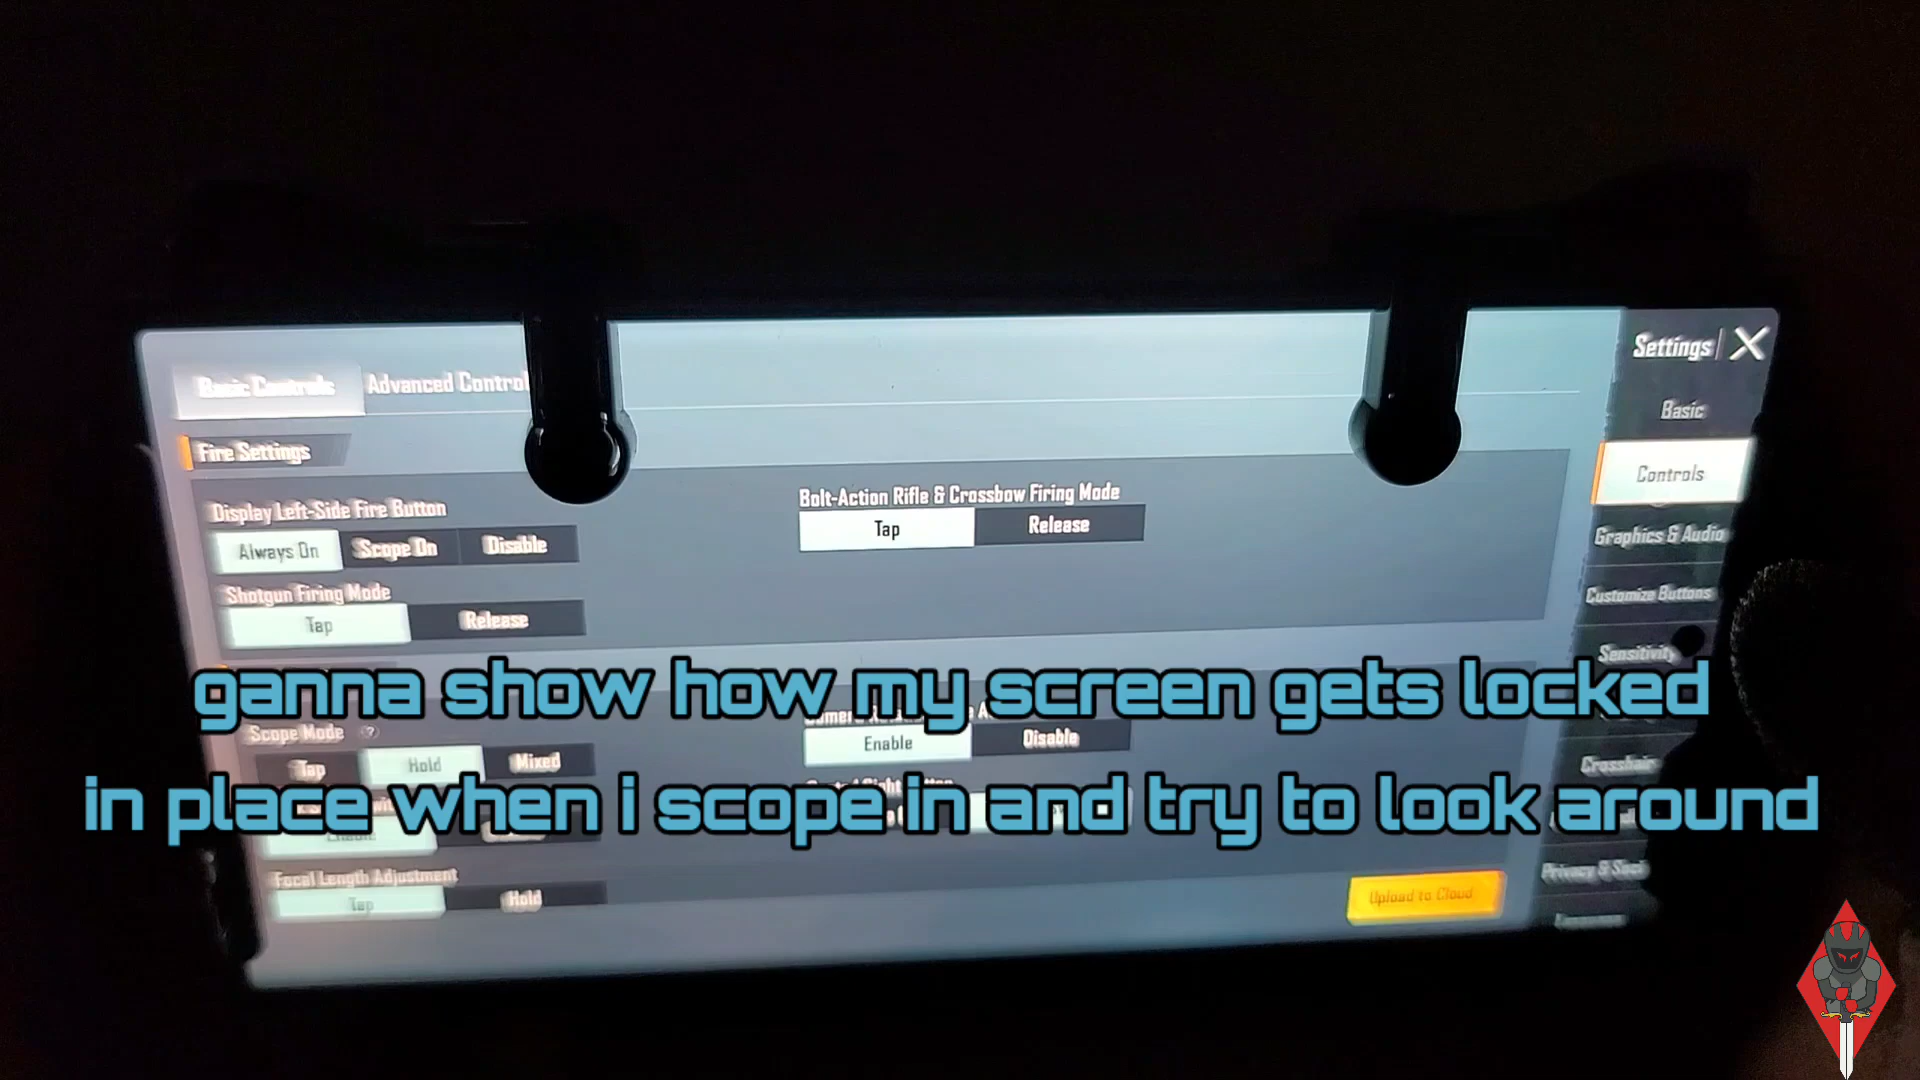 Settings
Basic Controls
Advanced Control
Basic
Fire Settings
Controls
Display Left-Side Fire Button
Always On
Scope On
Disable
Bolt-Action Rifle & Crossbow Firing Mode
Tap
Release
Graphics & Audio
Shotgun Firing Mode
Tap
Release
Customize Buttons
Sensitivity
ganna show how my screen gets locked
in place when i scope in and try to look around
Scope Mode
Tap
Hold
Mixed
Enable
Disable
Crosshair
Focal Length Adjustment
Tap
Hold
Upload to Cloud
Privacy &